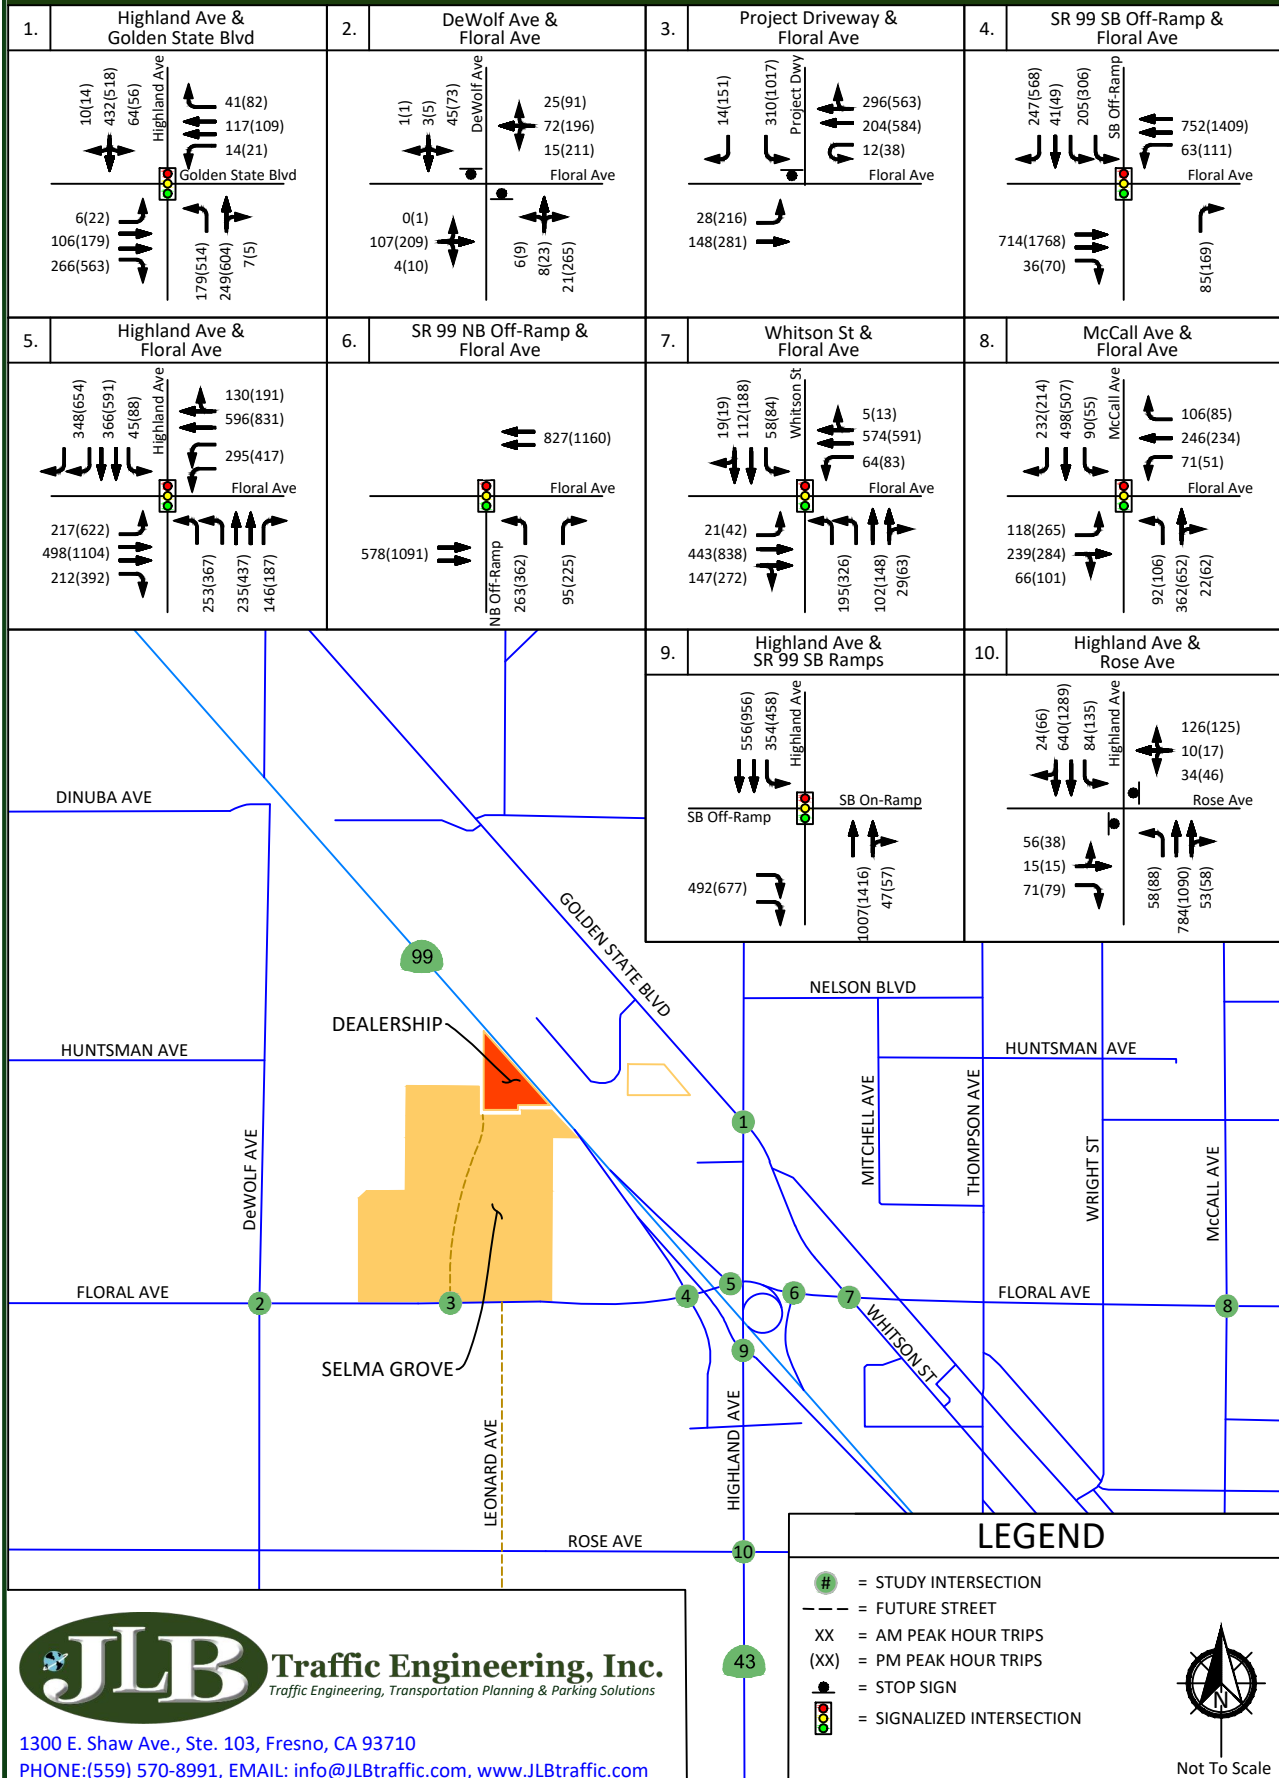 1.
Highland Ave &
Golden State Blvd
10(14)
432(518)
64(56)
Highland Ave
41(82)
117(109)
14(21)
Golden State Blvd
6(22)
106(179)
266(563)
179(514)
249(604)
7(5)
2.
DeWolf Ave &
Floral Ave
1(1)
3(5)
45(73)
DeWolf Ave
25(91)
72(196)
15(211)
Floral Ave
0(1)
107(209)
4(10)
6(9)
8(23)
21(265)
3.
Project Driveway &
Floral Ave
14(151)
310(1017)
Project Dwy
296(563)
204(584)
12(38)
Floral Ave
28(216)
148(281)
4.
SR 99 SB Off-Ramp &
Floral Ave
247(568)
41(49)
205(306)
SB Off-Ramp
752(1409)
63(111)
Floral Ave
714(1768)
36(70)
85(169)
5.
Highland Ave &
Floral Ave
348(654)
366(591)
45(88)
Highland Ave
130(191)
596(831)
295(417)
Floral Ave
217(622)
498(1104)
212(392)
253(367)
235(437)
146(187)
6.
SR 99 NB Off-Ramp &
Floral Ave
827(1160)
Floral Ave
578(1091)
NB Off-Ramp
263(362)
95(225)
7.
Whitson St &
Floral Ave
19(19)
112(188)
58(84)
Whitson St
5(13)
574(591)
64(83)
Floral Ave
21(42)
443(838)
147(272)
195(326)
102(148)
29(63)
8.
McCall Ave &
Floral Ave
232(214)
498(507)
90(55)
McCall Ave
106(85)
246(234)
71(51)
Floral Ave
118(265)
239(284)
66(101)
92(106)
362(652)
22(62)
9.
Highland Ave &
SR 99 SB Ramps
556(956)
354(458)
Highland Ave
SB On-Ramp
SB Off-Ramp
492(677)
1007(1416)
47(57)
10.
Highland Ave &
Rose Ave
24(66)
640(1289)
84(135)
Highland Ave
126(125)
10(17)
34(46)
Rose Ave
56(38)
15(15)
71(79)
58(88)
784(1090)
53(58)
DINUBA AVE
GOLDEN STATE BLVD
99
NELSON BLVD
DEALERSHIP
HUNTSMAN AVE
HUNTSMAN AVE
MITCHELL AVE
THOMPSON AVE
WRIGHT ST
McCALL AVE
DeWOLF AVE
1
FLORAL AVE
2
3
4
5
6
7
FLORAL AVE
8
9
WHITSON ST
SELMA GROVE
LEONARD AVE
HIGHLAND AVE
ROSE AVE
10
43
LEGEND
# = STUDY INTERSECTION
= FUTURE STREET
XX = AM PEAK HOUR TRIPS
(XX) = PM PEAK HOUR TRIPS
= STOP SIGN
= SIGNALIZED INTERSECTION
N
Not To Scale
JLB Traffic Engineering, Inc.
Traffic Engineering, Transportation Planning & Parking Solutions
1300 E. Shaw Ave., Ste. 103, Fresno, CA 93710
PHONE:(559) 570-8991, EMAIL: info@JLBtraffic.com, www.JLBtraffic.com